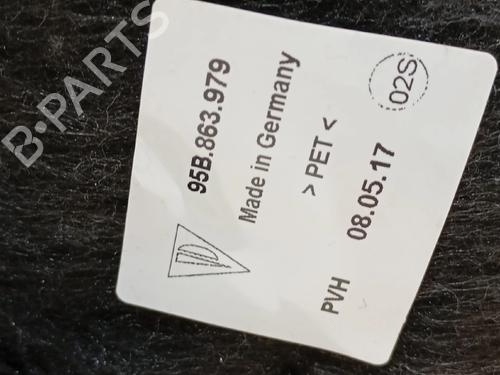 B-PARTS
95B.863.979
Made in Germany
> PET <
02S
PVH 08.05.17